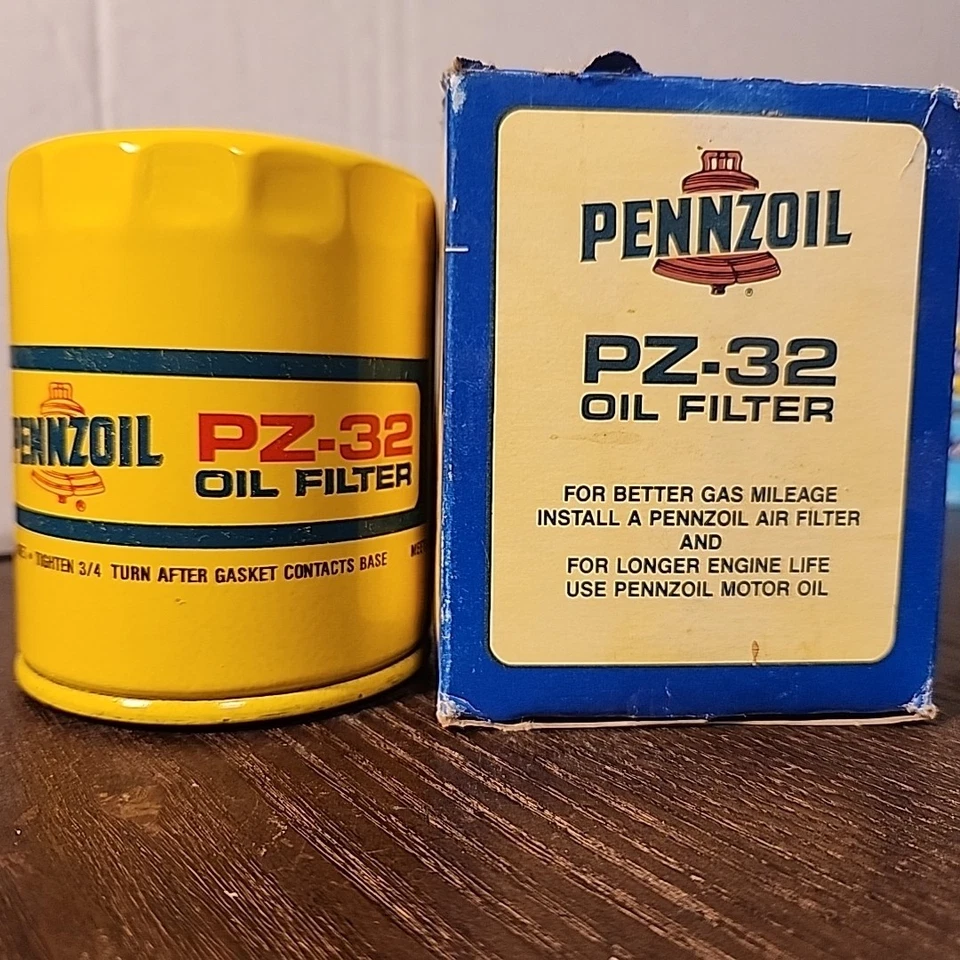 PENNZOIL
PZ-32
OIL FILTER
TIGHTEN 3/4 TURN AFTER GASKET CONTACTS BASE
PENNZOIL
®
PZ-32
OIL FILTER
FOR BETTER GAS MILEAGE
INSTALL A PENNZOIL AIR FILTER
AND
FOR LONGER ENGINE LIFE
USE PENNZOIL MOTOR OIL